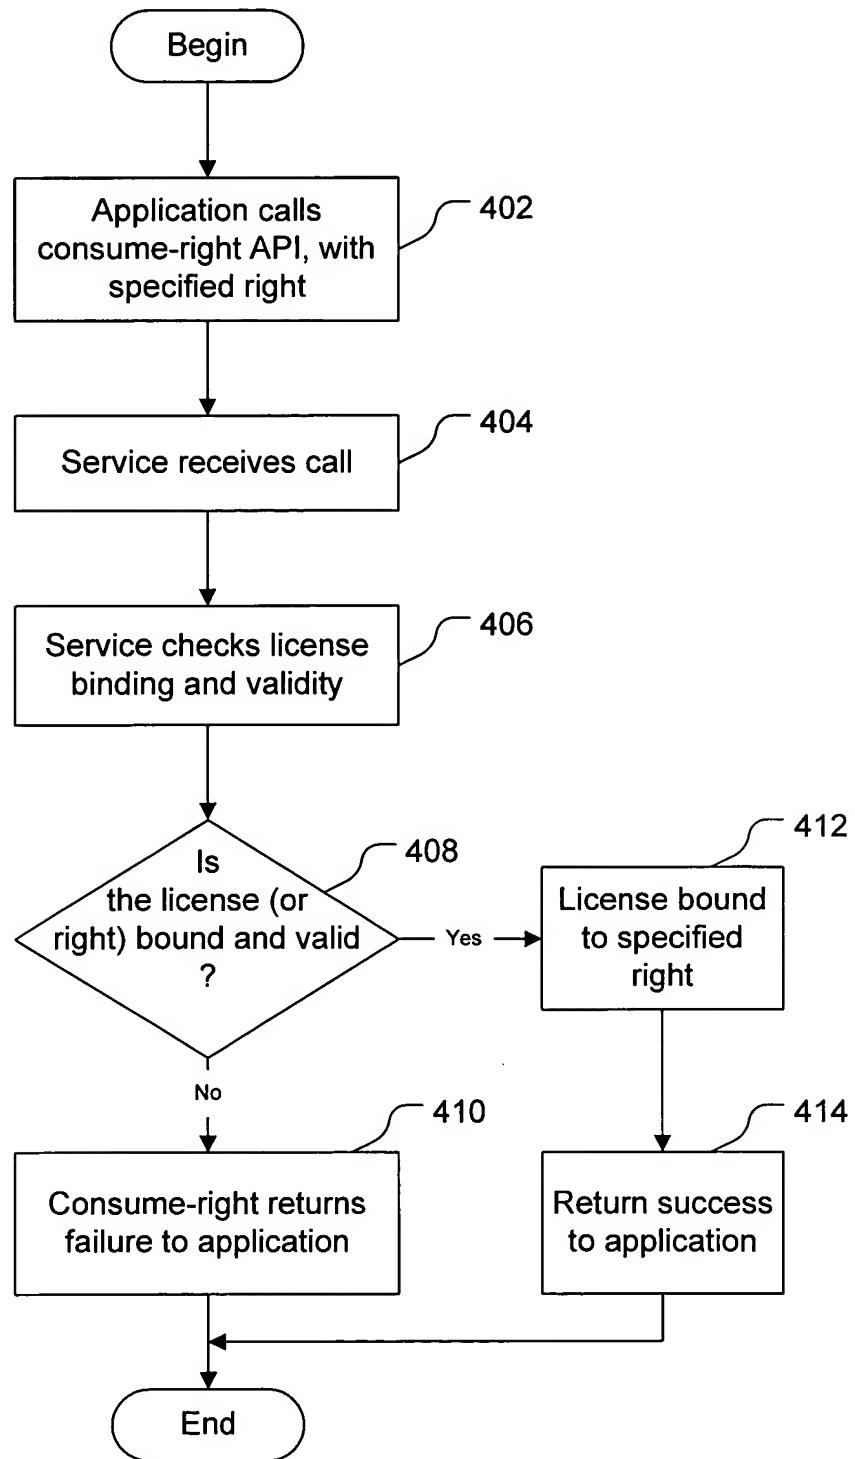 Begin
Application calls
consume-right API, with
specified right
402
Service receives call
404
Service checks license
binding and validity
406
Is
the license (or
right) bound and valid
?
408
Yes
License bound
to specified
right
412
No
Consume-right returns
failure to application
410
Return success
to application
414
End